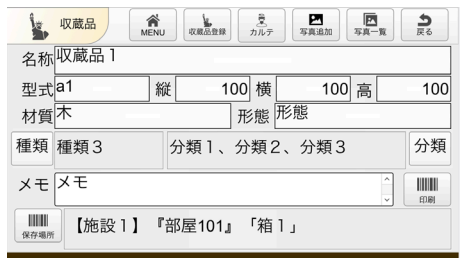 収蔵品 MENU 収蔵品登録 カルテ 写真追加 写真一覧 戻る
名称 収蔵品1
型式 a1 縦 100 横 100 高 100
材質 木 形態 形態
種類 種類3 分類1、分類2、分類3 分類
メモ メモ 印刷
保存場所 【施設1】『部屋101』「箱1」